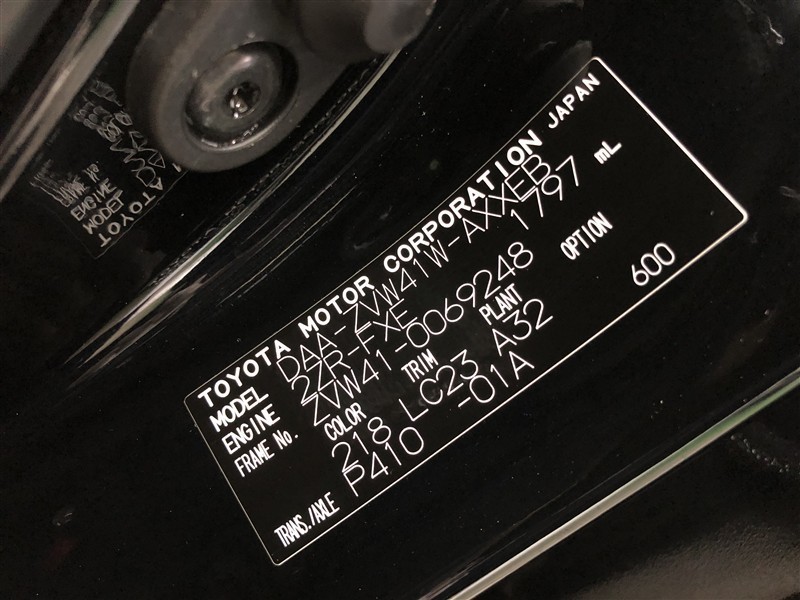 TOYOTA MOTOR CORPORATION JAPAN
MODEL DAA-ZVW41W-AXXEB
ENGINE 2ZR-FXE 1797 mL
FRAME No. ZVW41-0069248
COLOR TRIM PLANT OPTION
218 LC23 A32 600
TRANS./AXLE P410 -01A